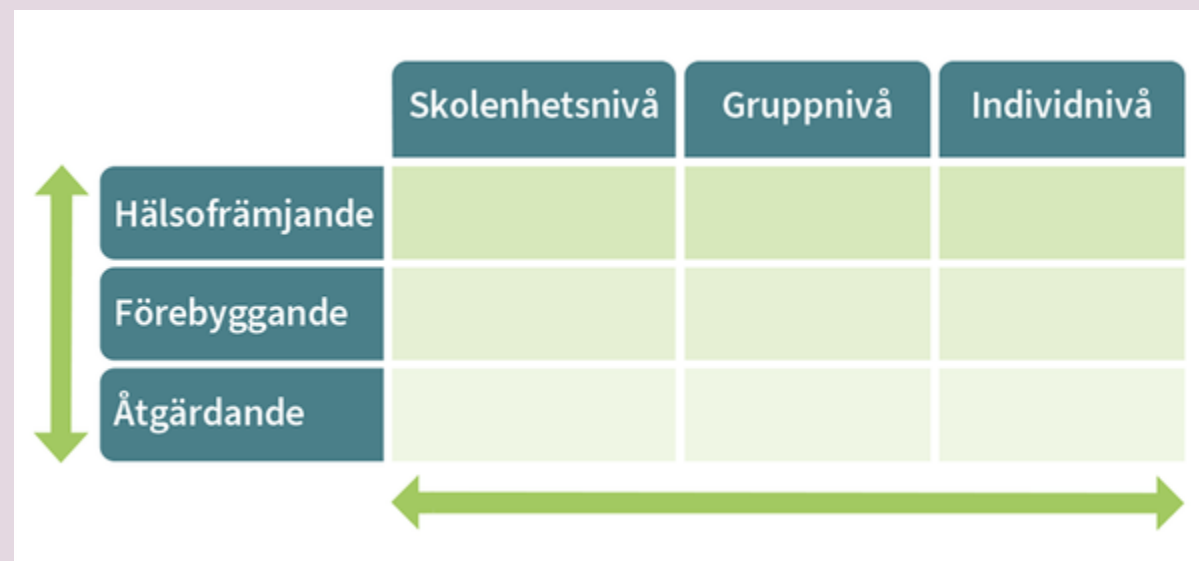 Skolenhetsnivå
Gruppnivå
Individnivå
Hälsofrämjande
Förebyggande
Åtgärdande